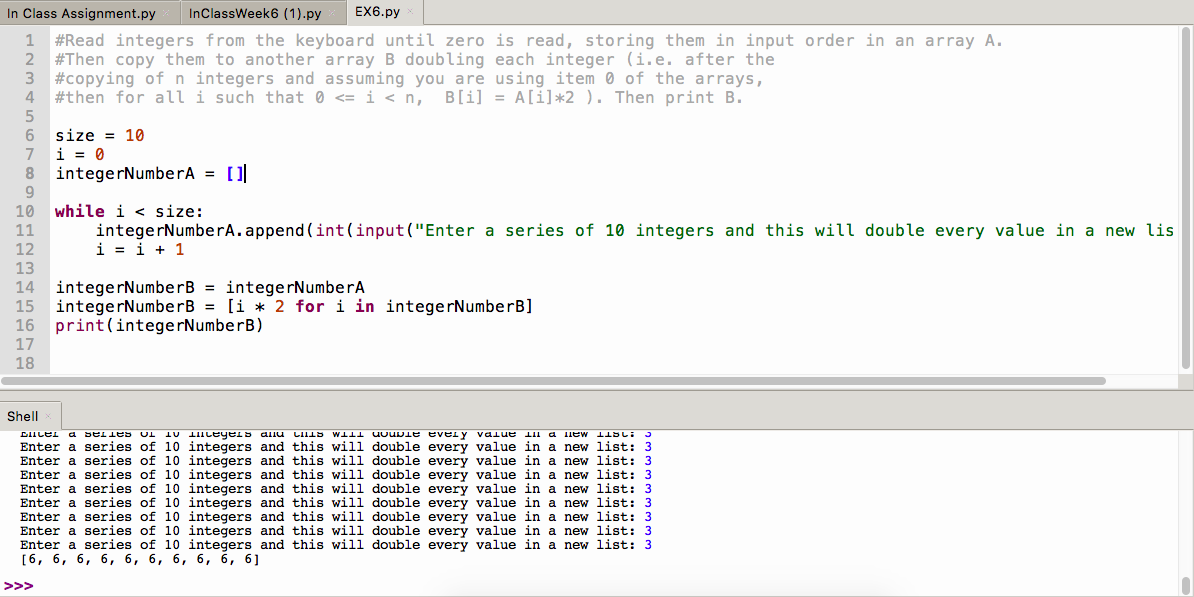 In Class Assignment.py InClassWeek6 (1).py EX6.py
1 #Read integers from the keyboard until zero is read, storing them in input order in an array A.
2 #Then copy them to another array B doubling each integer (i.e. after the
3 #copying of n integers and assuming you are using item 0 of the arrays,
4 #then for all i such that 0 <= i < n,  B[i] = A[i]*2 ). Then print B.
5
6 size = 10
7 i = 0
8 integerNumberA = []
9
10 while i < size:
11     integerNumberA.append(int(input("Enter a series of 10 integers and this will double every value in a new lis
12     i = i + 1
13
14 integerNumberB = integerNumberA
15 integerNumberB = [i * 2 for i in integerNumberB]
16 print(integerNumberB)
17
18
Shell
Enter a series of 10 integers and this will double every value in a new list: 3
Enter a series of 10 integers and this will double every value in a new list: 3
Enter a series of 10 integers and this will double every value in a new list: 3
Enter a series of 10 integers and this will double every value in a new list: 3
Enter a series of 10 integers and this will double every value in a new list: 3
Enter a series of 10 integers and this will double every value in a new list: 3
Enter a series of 10 integers and this will double every value in a new list: 3
Enter a series of 10 integers and this will double every value in a new list: 3
Enter a series of 10 integers and this will double every value in a new list: 3
[6, 6, 6, 6, 6, 6, 6, 6, 6, 6]
>>>